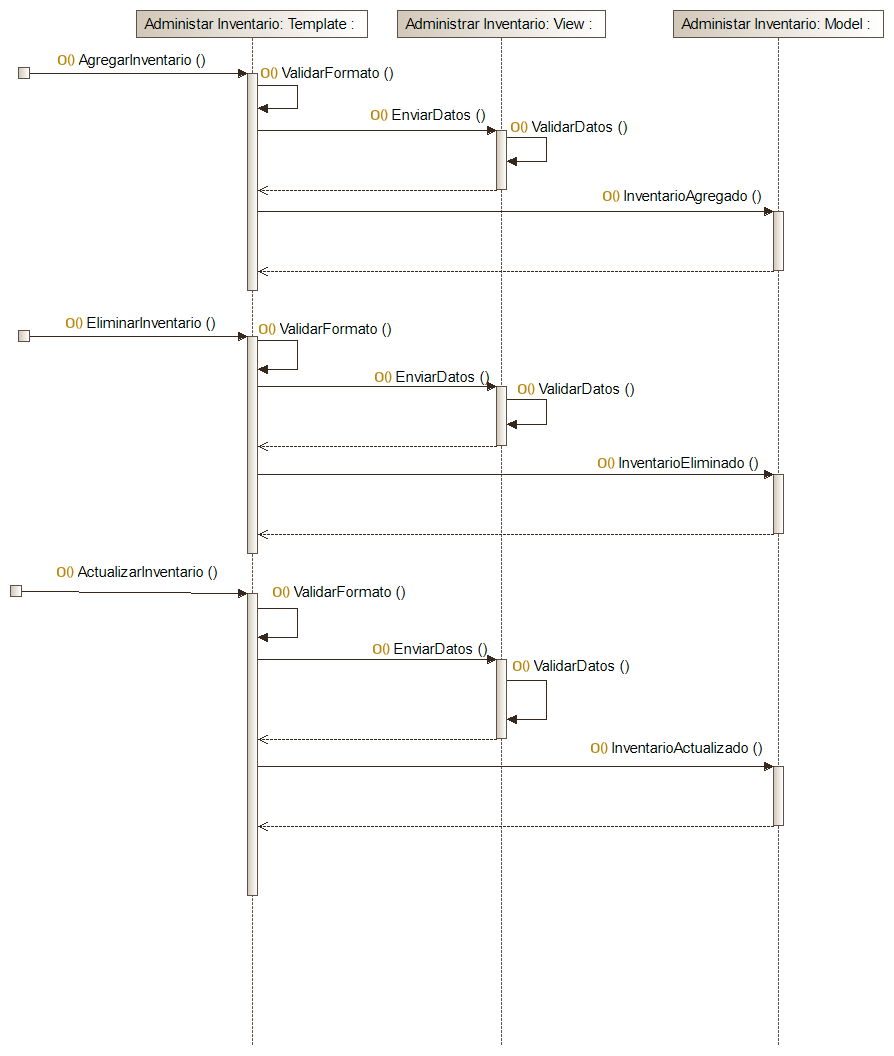 Administar Inventario: Template :
Administrar Inventario: View :
Administar Inventario: Model :
O() AgregarInventario ()
O() ValidarFormato ()
O() EnviarDatos ()
O() ValidarDatos ()
O() InventarioAgregado ()
O() EliminarInventario ()
O() ValidarFormato ()
O() EnviarDatos ()
O() ValidarDatos ()
O() InventarioEliminado ()
O() ActualizarInventario ()
O() ValidarFormato ()
O() EnviarDatos ()
O() ValidarDatos ()
O() InventarioActualizado ()